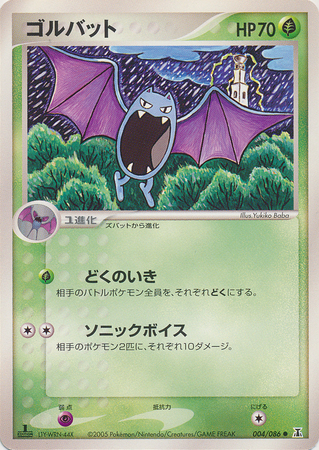 ゴルバット HP70
1進化
ズバットから進化
Illus. Yukiko Baba
どくのいき
相手のバトルポケモン全員を、それぞれどくにする。
ソニックボイス
相手のポケモン2匹に、それぞれ10ダメージ。
弱点 抵抗力 にげる
1 LTY-WRN-44X ©2005 Pokémon/Nintendo/Creatures/GAME FREAK 004/086